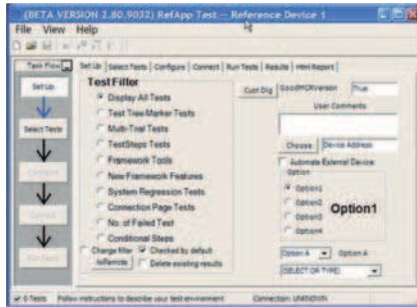 (BETA VERSION 2.80.9032) RefApp Test -- Reference Device 1
File View Help
Task Flow
Set Up Select Tests Configure Connect Run Tests Results Html Report
Set Up
Select Tests
Configure
Connect
Run Tests
Test Filter
Display All Tests
Test Tree Marker Tests
Multi-Trial Tests
TestSteps Tests
Framework Tools
New Framework Features
System Regression Tests
Connection Page Tests
No. of Failed Test
Conditional Steps
Change filter Checked by default
IsRemote Delete existing results
Cust Dlg GoodMCRVersion True
User Comments
Choose Device Address
Automate External Device
Option
Option1
Option2
Option3
Option4
Option1
Option A Option A
(SELECT OR TYPE)
0 Tests Follow instructions to describe your test environment Connection: UNKNOWN